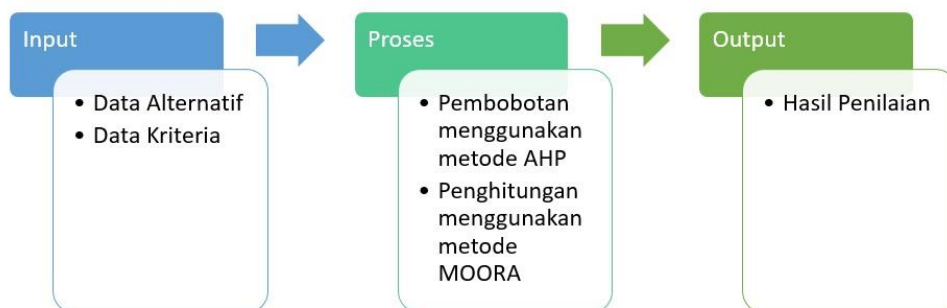 Input
• Data Alternatif
• Data Kriteria
Proses
• Pembobotan
menggunakan
metode AHP
• Penghitungan
menggunakan
metode
MOORA
Output
• Hasil Penilaian